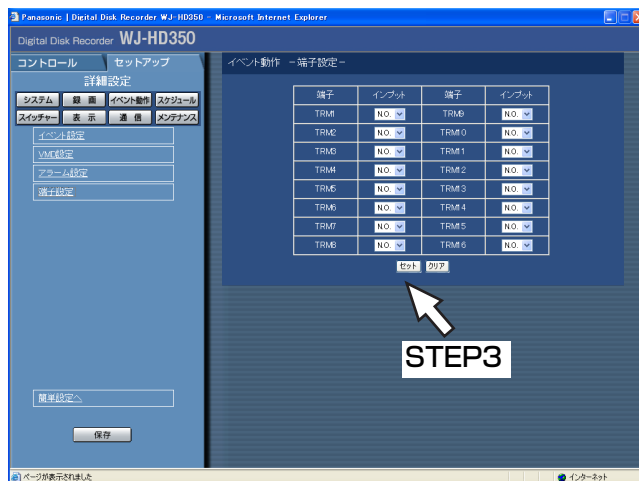 Panasonic | Digital Disk Recorder WJ-HD350 - Microsoft Internet Explorer
Digital Disk Recorder WJ-HD350
コントロール セットアップ
詳細設定
システム 録 画 イベント動作 スケジュール
スイッチャー 表 示 通 信 メンテナンス
イベント設定
VMD設定
アラーム設定
端子設定
簡単設定へ
保存
イベント動作 －端子設定－
端子 インプット 端子 インプット
TRM1 N.O. TRM9 N.O.
TRM2 N.O. TRM10 N.O.
TRM3 N.O. TRM11 N.O.
TRM4 N.O. TRM12 N.O.
TRM5 N.O. TRM13 N.O.
TRM6 N.O. TRM14 N.O.
TRM7 N.O. TRM15 N.O.
TRM8 N.O. TRM16 N.O.
セット クリア
STEP3
ページが表示されました インターネット